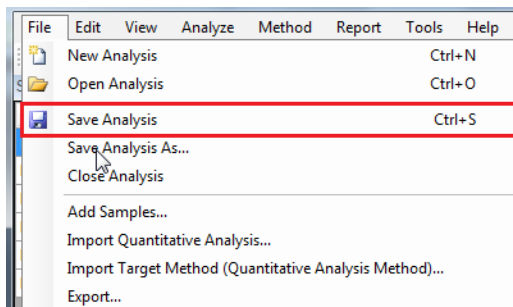 File Edit View Analyze Method Report Tools Help
New Analysis Ctrl+N
Open Analysis Ctrl+O
Save Analysis Ctrl+S
Save Analysis As...
Close Analysis
Add Samples...
Import Quantitative Analysis...
Import Target Method (Quantitative Analysis Method)...
Export...